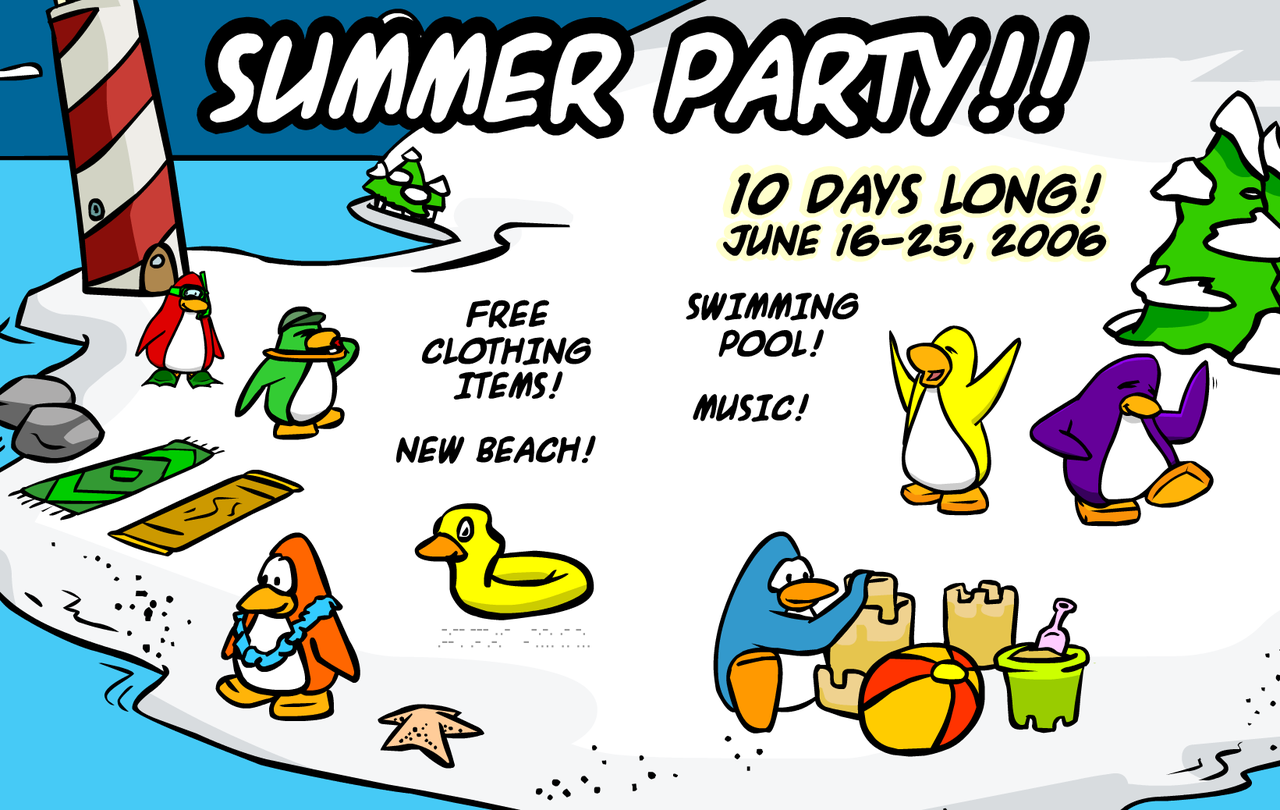 SUMMER PARTY!!
10 DAYS LONG!
JUNE 16-25, 2006
FREE
CLOTHING
ITEMS!
NEW BEACH!
SWIMMING
POOL!
MUSIC!